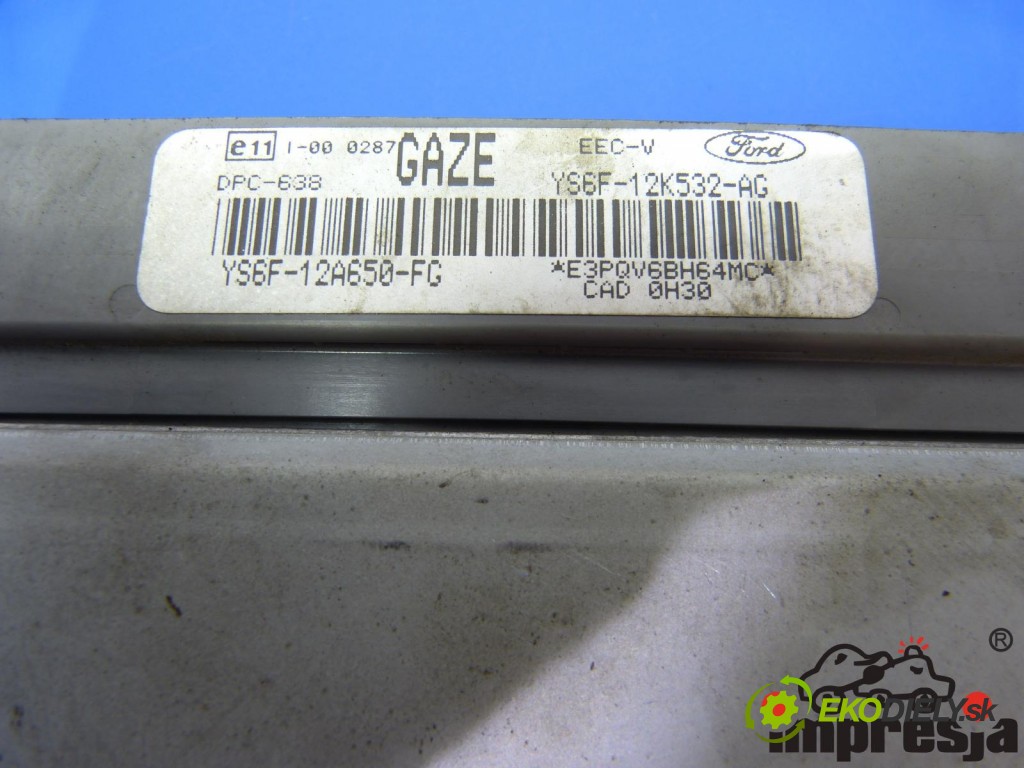 e11 I-00 0287 GAZE EEC-V Ford
DPC-638 YS6F-12K532-AG
YS6F-12A650-FG *E3PQV6BH64MC*
CAD 0H30
®
EKODIELY.sk
impresja